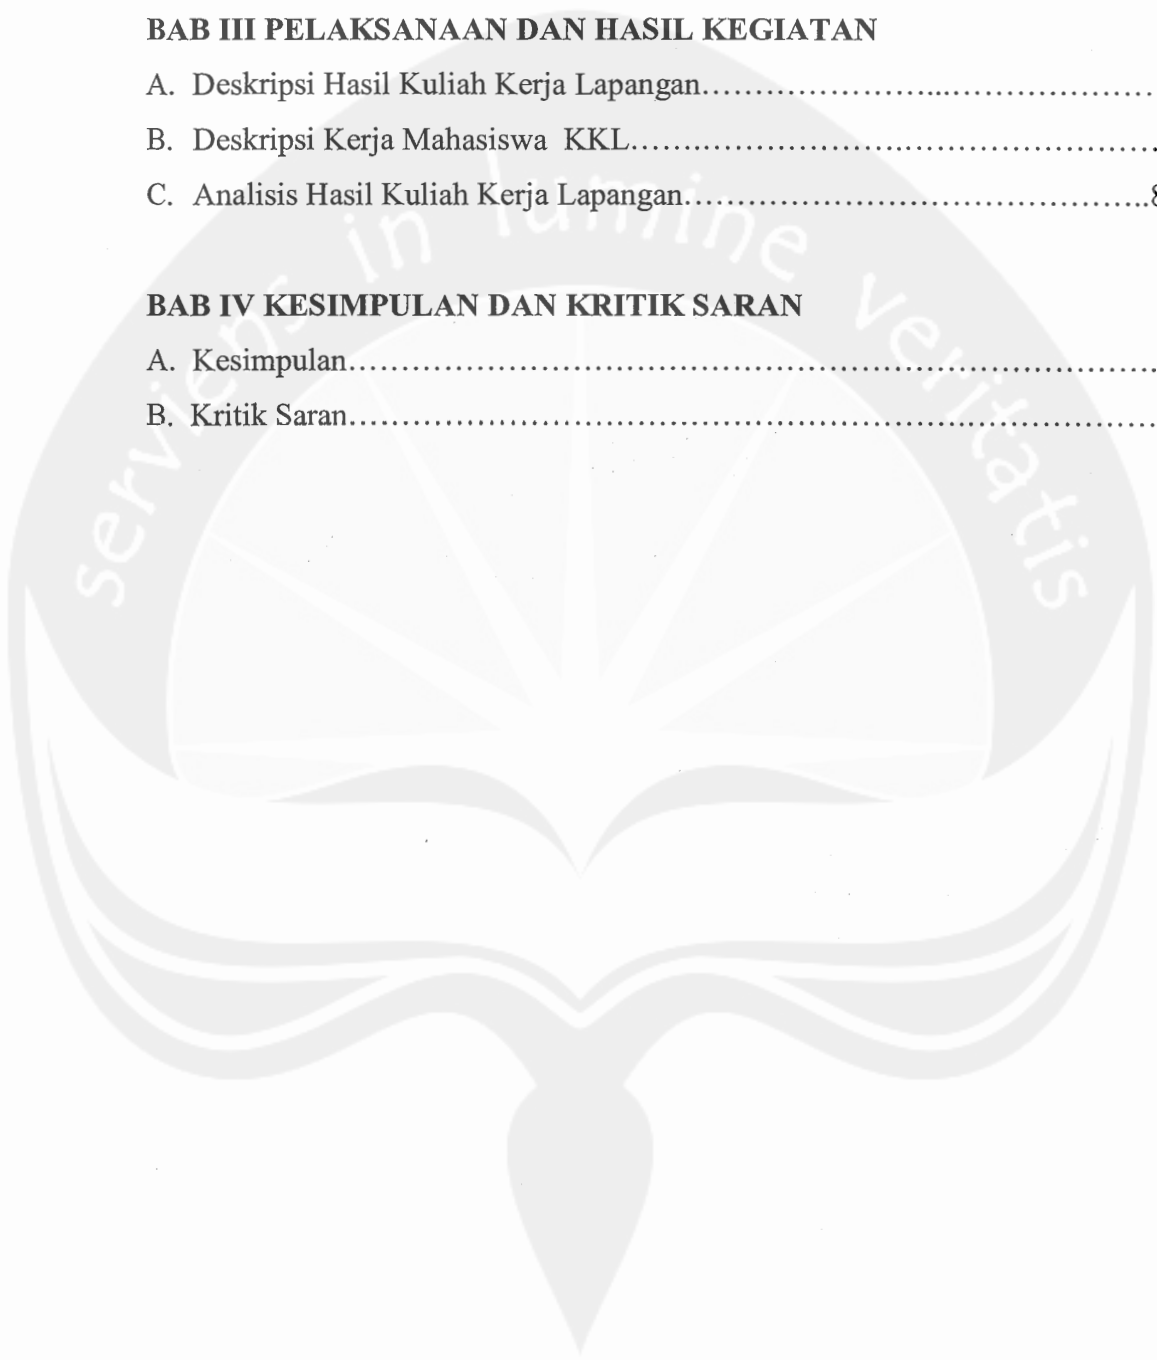 BAB III PELAKSANAAN DAN HASIL KEGIATAN
A. Deskripsi Hasil Kuliah Kerja Lapangan................................................
B. Deskripsi Kerja Mahasiswa KKL........................................................
C. Analisis Hasil Kuliah Kerja Lapangan.................................................
BAB IV KESIMPULAN DAN KRITIK SARAN
A. Kesimpulan...........................................................................
B. Kritik Saran...........................................................................
serviens in lumine veritatis